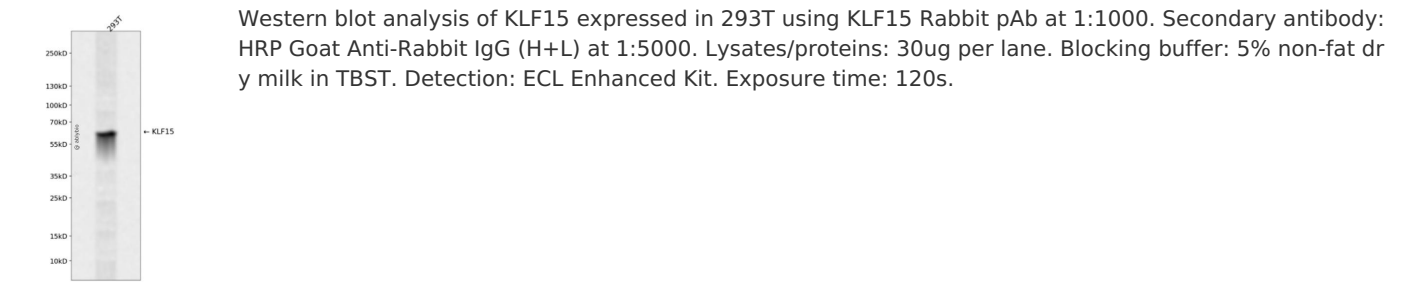 293T
250kD
130kD
100kD
70kD
55kD
35kD
25kD
15kD
10kD
← KLF15
@ abybio
Western blot analysis of KLF15 expressed in 293T using KLF15 Rabbit pAb at 1:1000. Secondary antibody:
HRP Goat Anti-Rabbit IgG (H+L) at 1:5000. Lysates/proteins: 30ug per lane. Blocking buffer: 5% non-fat dr
y milk in TBST. Detection: ECL Enhanced Kit. Exposure time: 120s.